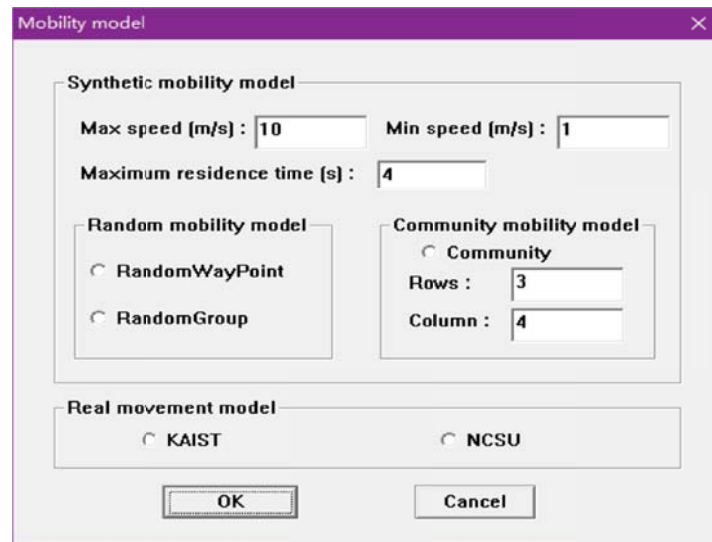 Mobility model
Synthetic mobility model
Max speed (m/s) : 10 Min speed (m/s) : 1
Maximum residence time (s) : 4
Random mobility model
RandomWayPoint
RandomGroup
Community mobility model
Community
Rows : 3
Column : 4
Real movement model
KAIST NCSU
OK Cancel